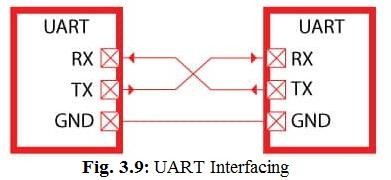 UART
RX
TX
GND
UART
RX
TX
GND
Fig. 3.9: UART Interfacing